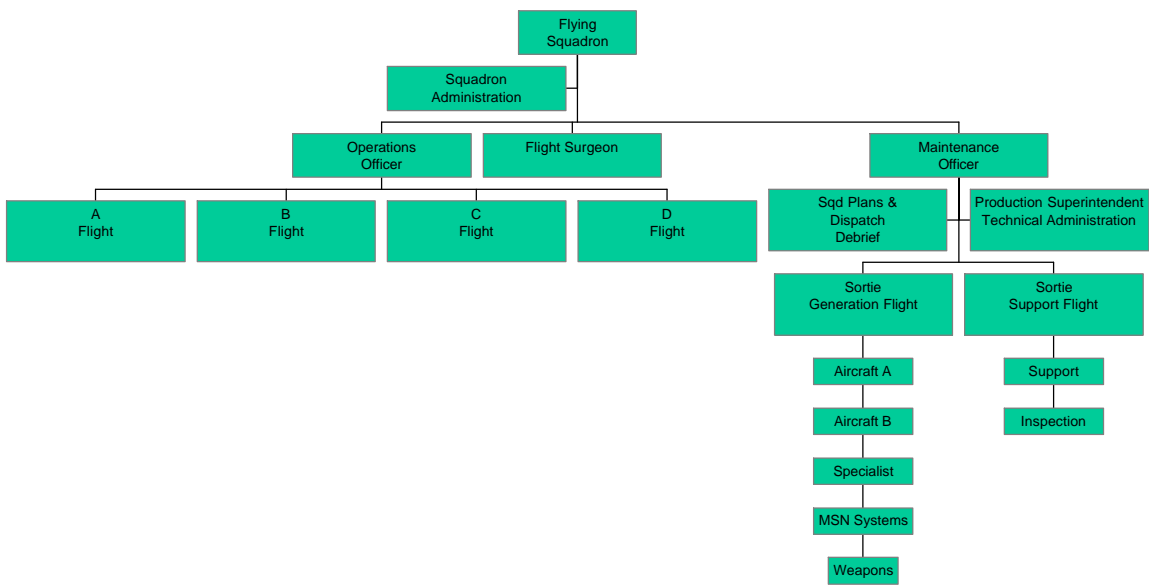 Flying
Squadron
Squadron
Administration
Operations
Officer
Flight Surgeon
Maintenance
Officer
A
Flight
B
Flight
C
Flight
D
Flight
Sqd Plans &
Dispatch
Debrief
Production Superintendent
Technical Administration
Sortie
Generation Flight
Sortie
Support Flight
Aircraft A
Support
Aircraft B
Inspection
Specialist
MSN Systems
Weapons